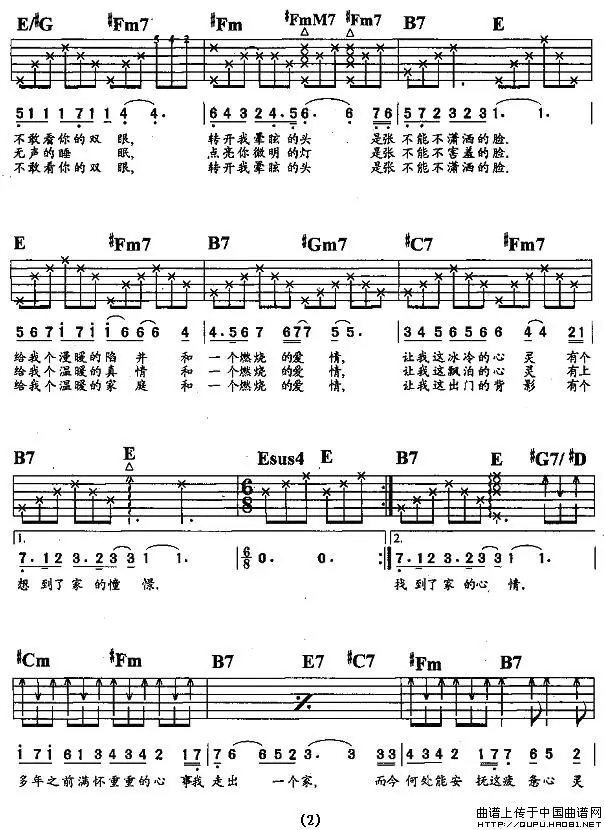 E/#G #Fm7 #Fm #FmM7 #Fm7 B7 E
5 1 1 1 7 1 1 4 4. 6 4 3 2 4. 5 6. 6 7 6 5 7 2 3 2 3 1 1.
不敢看你的双眼, 转开我晕眩的头 是张不能不潇洒的脸.
无声的睡眠, 点亮你微明的灯 是张不能不害羞的脸.
不敢看你的双眼, 转开我晕眩的头 是张不能不潇洒的脸.
E #Fm7 B7 #Gm7 #C7 #Fm7
5 6 7 1 7 1 1 6 6 4 4. 5 6 7 6 7 7 5 5. 3 4 5 6 5 6 6 4 4 2 1
给我个漫暖的陷井和一个燃烧的爱情, 让我这冰冷的心灵有个
给我个温暖的真情和一个燃烧的爱情, 让我这飘泊的心灵有上
给我个温暖的家庭和一个燃烧的爱情, 让我这出门的背影有个
B7 E Esus4 E B7 E #G7/#D
6
8
1. 2.
7. 1 2 3. 2 3 3 1 1. 6/8 0. 0. 7. 1 2 3. 2 3 3 1 1.
想到了家的憧憬. 找到了家的心情.
#Cm #Fm B7 E7 #C7 #Fm B7
1 7 1 6 1 3 4 3 2 2 1 7 7 6 6 5 2 3. 3 3 4 6 3 2 1 7 7 6 5 2
多年之前满怀重重的心事我走出一个家, 而今何处能安抚这疲惫心灵
(2)
曲谱上传于中国曲谱网
HTTP://QUPU.HAO81.NET